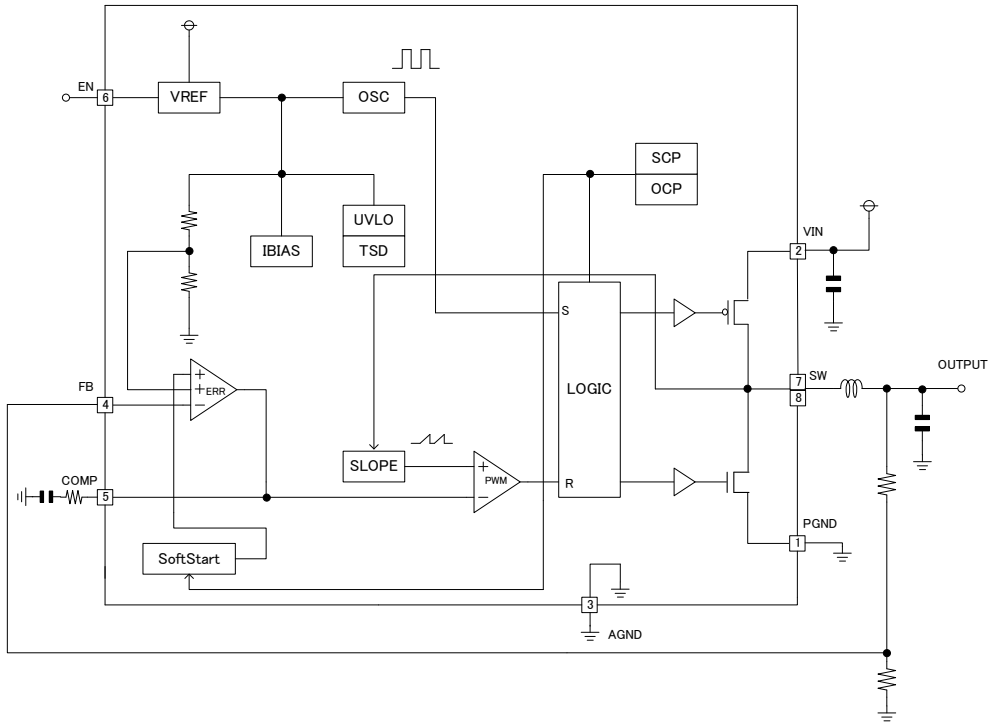 EN
6
VREF
OSC
SCP
OCP
UVLO
TSD
IBIAS
VIN
2
S
LOGIC
R
OUTPUT
SW
7
8
FB
4
+
+
−
ERR
COMP
5
SLOPE
+
−
PWM
PGND
1
SoftStart
3
AGND